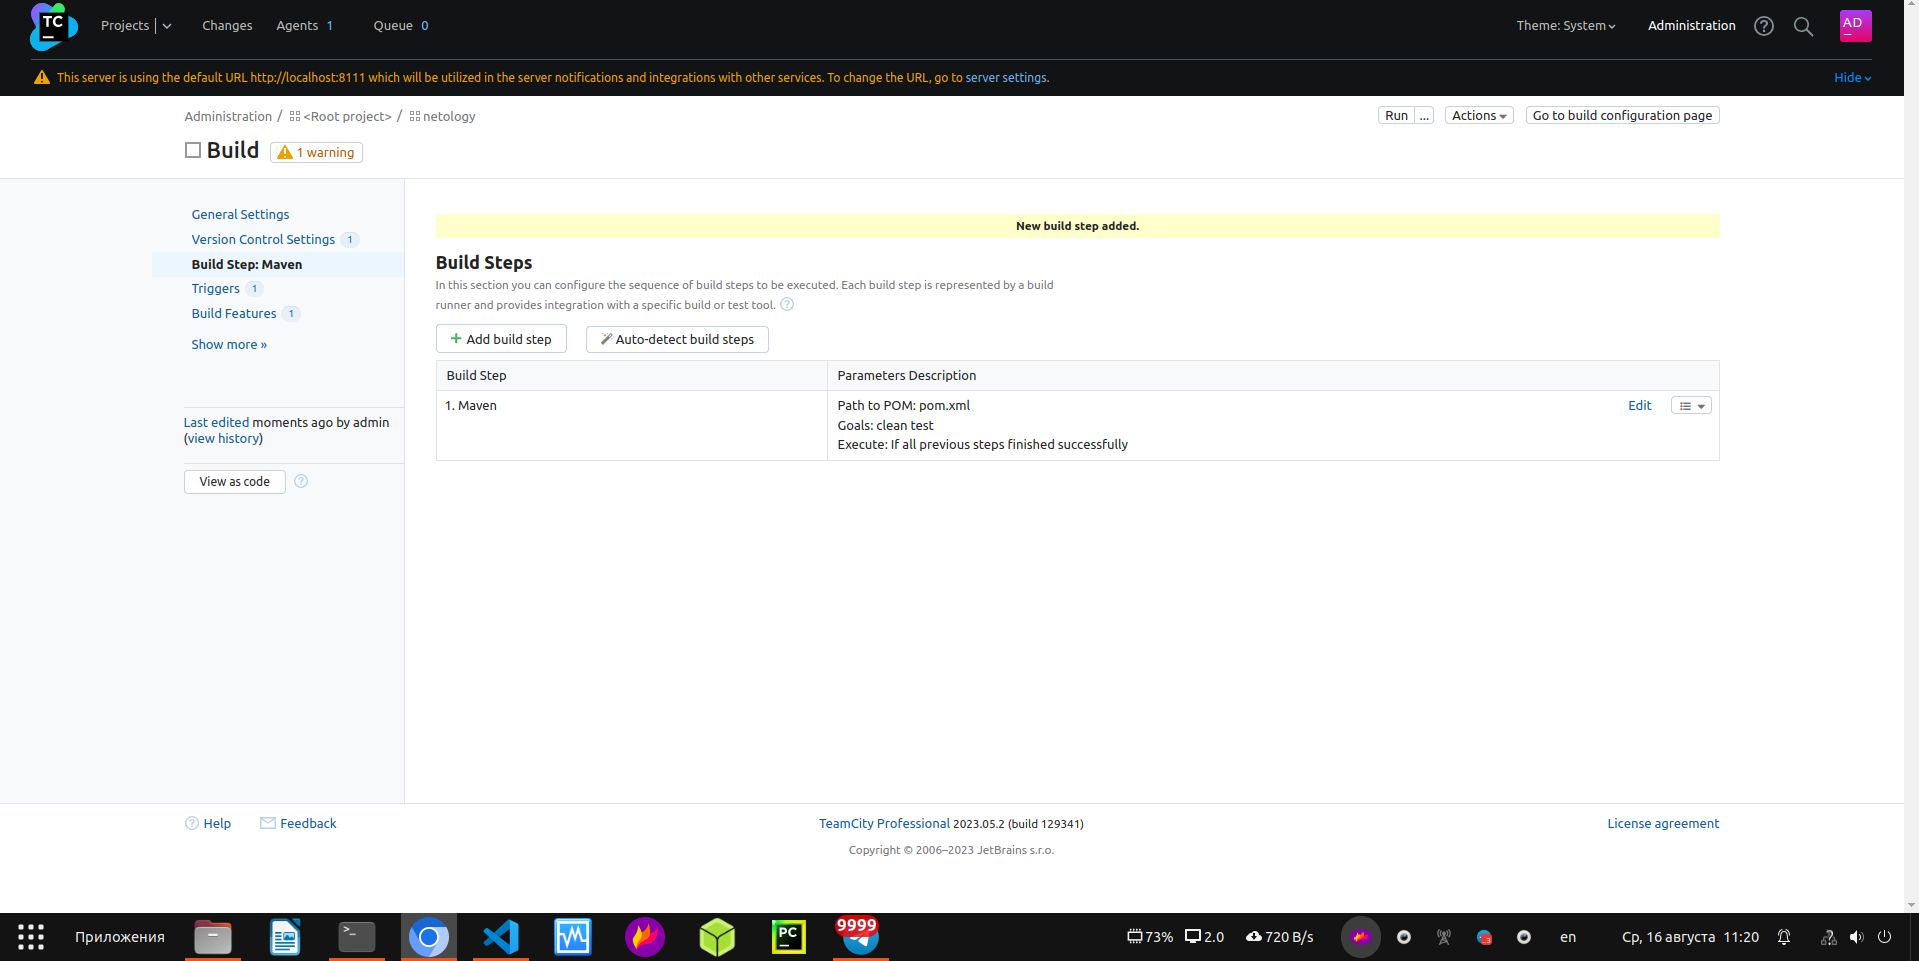 TC
Projects
Changes
Agents 1
Queue 0
Theme: System
Administration
AD
This server is using the default URL http://localhost:8111 which will be utilized in the server notifications and integrations with other services. To change the URL, go to server settings.
Hide
Administration / <Root project> / netology
Run ...
Actions
Go to build configuration page
Build
1 warning
General Settings
Version Control Settings 1
Build Step: Maven
Triggers 1
Build Features 1
Show more »
Last edited moments ago by admin
(view history)
View as code
New build step added.
Build Steps
In this section you can configure the sequence of build steps to be executed. Each build step is represented by a build
runner and provides integration with a specific build or test tool.
Add build step
Auto-detect build steps
Build Step
Parameters Description
1. Maven
Path to POM: pom.xml
Goals: clean test
Execute: If all previous steps finished successfully
Edit
Help
Feedback
TeamCity Professional 2023.05.2 (build 129341)
License agreement
Copyright © 2006–2023 JetBrains s.r.o.
Приложения
PC
9999
73%
2.0
720 B/s
3
en
Ср, 16 августа 11:20